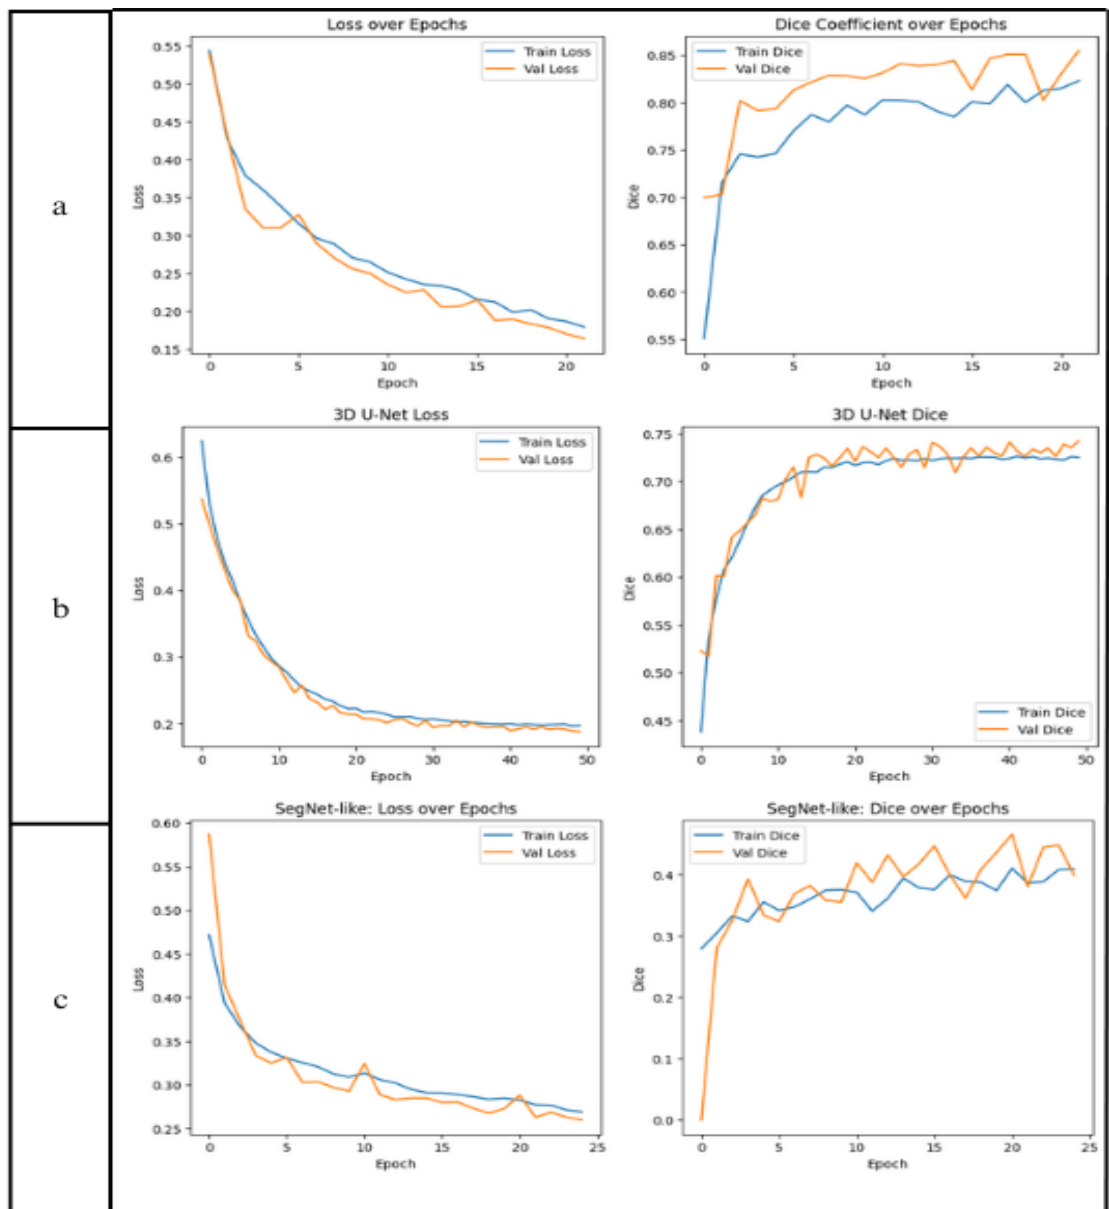 a
Loss over Epochs
Train Loss
Val Loss
0.55
0.50
0.45
0.40
0.35
0.30
0.25
0.20
0.15
Loss
0 5 10 15 20
Epoch
Dice Coefficient over Epochs
Train Dice
Val Dice
0.85
0.80
0.75
0.70
0.65
0.60
0.55
Dice
0 5 10 15 20
Epoch
b
3D U-Net Loss
Train Loss
Val Loss
0.6
0.5
0.4
0.3
0.2
Loss
0 10 20 30 40 50
Epoch
3D U-Net Dice
0.75
0.70
0.65
0.60
0.55
0.50
0.45
Dice
Train Dice
Val Dice
0 10 20 30 40 50
Epoch
c
SegNet-like: Loss over Epochs
Train Loss
Val Loss
0.60
0.55
0.50
0.45
0.40
0.35
0.30
0.25
Loss
0 5 10 15 20 25
Epoch
SegNet-like: Dice over Epochs
Train Dice
Val Dice
0.4
0.3
0.2
0.1
0.0
Dice
0 5 10 15 20 25
Epoch